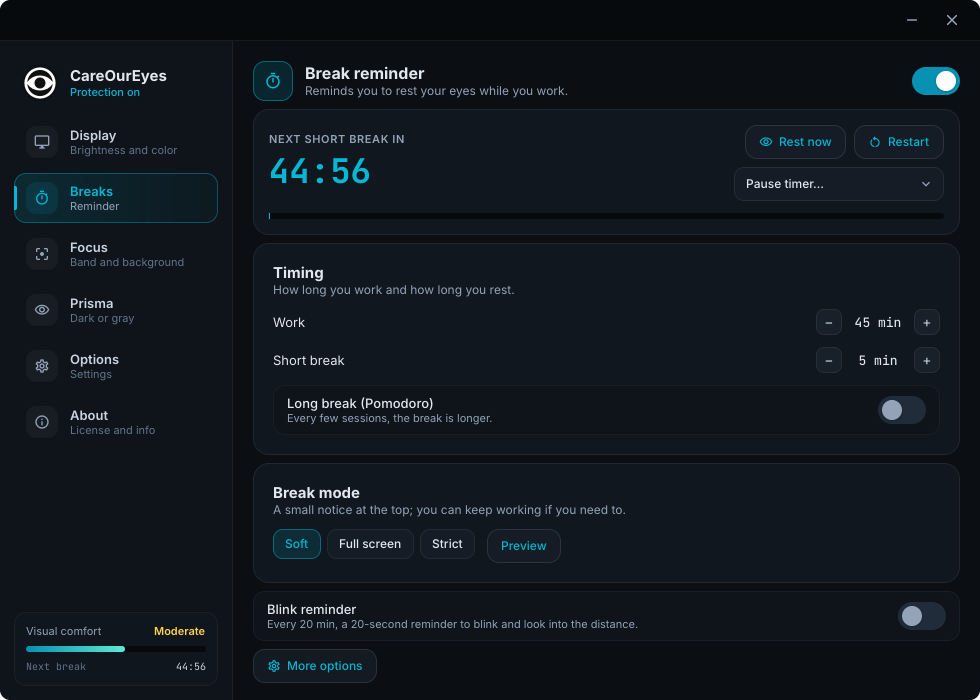 CareOurEyes
Protection on
Display
Brightness and color
Breaks
Reminder
Focus
Band and background
Prisma
Dark or gray
Options
Settings
About
License and info
Visual comfort Moderate
Next break 44:56
Break reminder
Reminds you to rest your eyes while you work.
NEXT SHORT BREAK IN
44:56
Rest now Restart
Pause timer...
Timing
How long you work and how long you rest.
Work − 45 min +
Short break − 5 min +
Long break (Pomodoro)
Every few sessions, the break is longer.
Break mode
A small notice at the top; you can keep working if you need to.
Soft Full screen Strict Preview
Blink reminder
Every 20 min, a 20-second reminder to blink and look into the distance.
More options